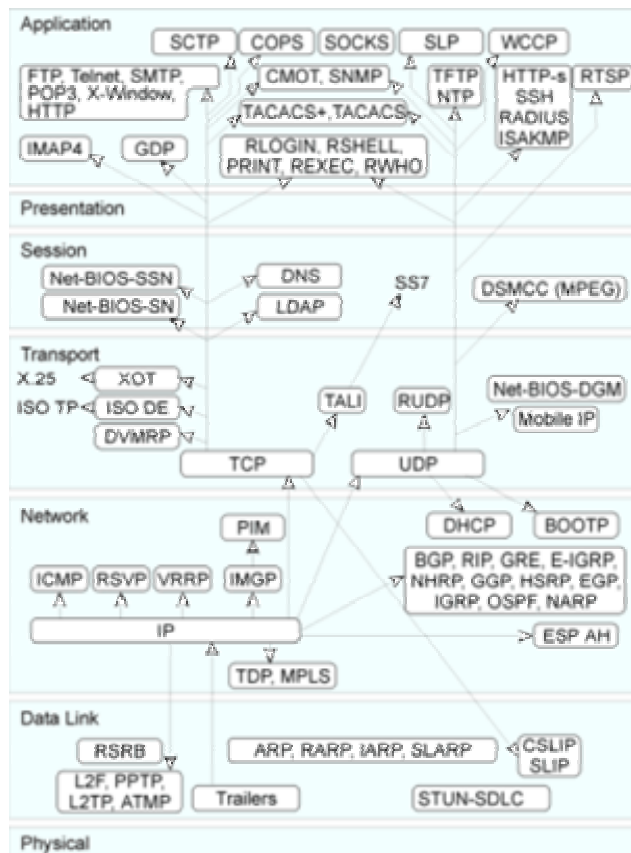 Application
SCTP COPS SOCKS SLP WCCP
FTP, Telnet, SMTP,
POP3, X-Window,
HTTP
CMOT, SNMP
TFTP
NTP
HTTP-s
SSH
RADIUS
ISAKMP
RTSP
TACACS+, TACACS
IMAP4
GDP
RLOGIN, RSHELL,
PRINT, REXEC, RWHO
Presentation
Session
Net-BIOS-SSN
DNS
SS7
DSMCC (MPEG)
Net-BIOS-SN
LDAP
Transport
X.25
XOT
ISO TP
ISO DE
DVMRP
TALI
RUDP
Net-BIOS-DGM
Mobile IP
TCP
UDP
Network
PIM
DHCP
BOOTP
ICMP
RSVP
VRRP
IMGP
BGP, RIP, GRE, E-IGRP,
NHRP, GGP, HSRP, EGP,
IGRP, OSPF, NARP
IP
ESP AH
TDP, MPLS
Data Link
RSRB
ARP, RARP, IARP, SLARP
CSLIP
SLIP
L2F, PPTP,
L2TP, ATMP
Trailers
STUN-SDLC
Physical